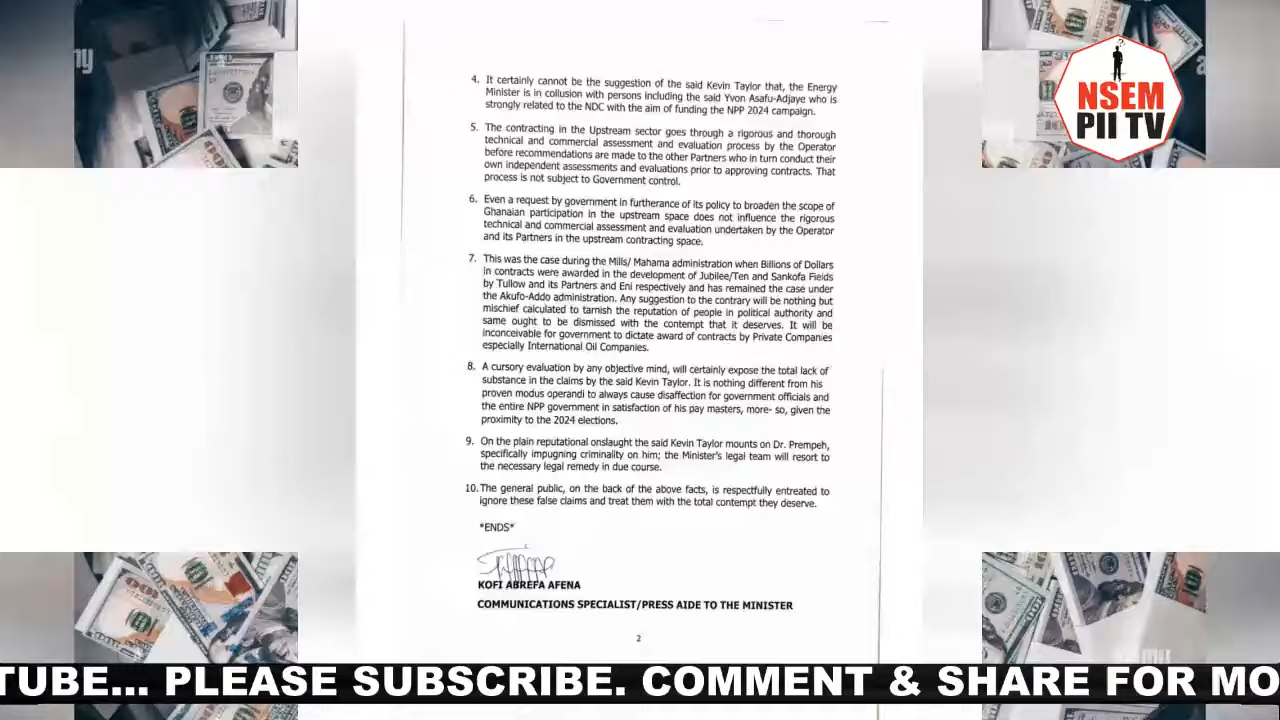 4. It certainly cannot be the suggestion of the said Kevin Taylor that, the Energy
Minister is in collusion with persons including the said Yvon Asafu-Adjaye who is
strongly related to the NDC with the aim of funding the NPP 2024 campaign.
5. The contracting in the Upstream sector goes through a rigorous and thorough
technical and commercial assessment and evaluation process by the Operator
before recommendations are made to the other Partners who in turn conduct their
own independent assessments and evaluations prior to approving contracts. That
process is not subject to Government control.
6. Even a request by government in furtherance of its policy to broaden the scope of
Ghanaian participation in the upstream space does not influence the rigorous
technical and commercial assessment and evaluation undertaken by the Operator
and its Partners in the upstream contracting space.
7. This was the case during the Mills/ Mahama administration when Billions of Dollars
in contracts were awarded in the development of Jubilee/Ten and Sankofa Fields
by Tullow and its Partners and Eni respectively and has remained the case under
the Akufo-Addo administration. Any suggestion to the contrary will be nothing but
mischief calculated to tarnish the reputation of people in political authority and
same ought to be dismissed with the contempt that it deserves. It will be
inconceivable for government to dictate award of contracts by Private Companies
especially International Oil Companies.
8. A cursory evaluation by any objective mind, will certainly expose the total lack of
substance in the claims by the said Kevin Taylor. It is nothing different from his
proven modus operandi to always cause disaffection for government officials and
the entire NPP government in satisfaction of his pay masters, more- so, given the
proximity to the 2024 elections.
9. On the plain reputational onslaught the said Kevin Taylor mounts on Dr. Prempeh,
specifically impugning criminality on him; the Minister's legal team will resort to
the necessary legal remedy in due course.
10. The general public, on the back of the above facts, is respectfully entreated to
ignore these false claims and treat them with the total contempt they deserve.
*ENDS*
KOFI ABREFA AFENA
COMMUNICATIONS SPECIALIST/PRESS AIDE TO THE MINISTER
2
NSEM
PII TV
TUBE... PLEASE SUBSCRIBE. COMMENT & SHARE FOR MO